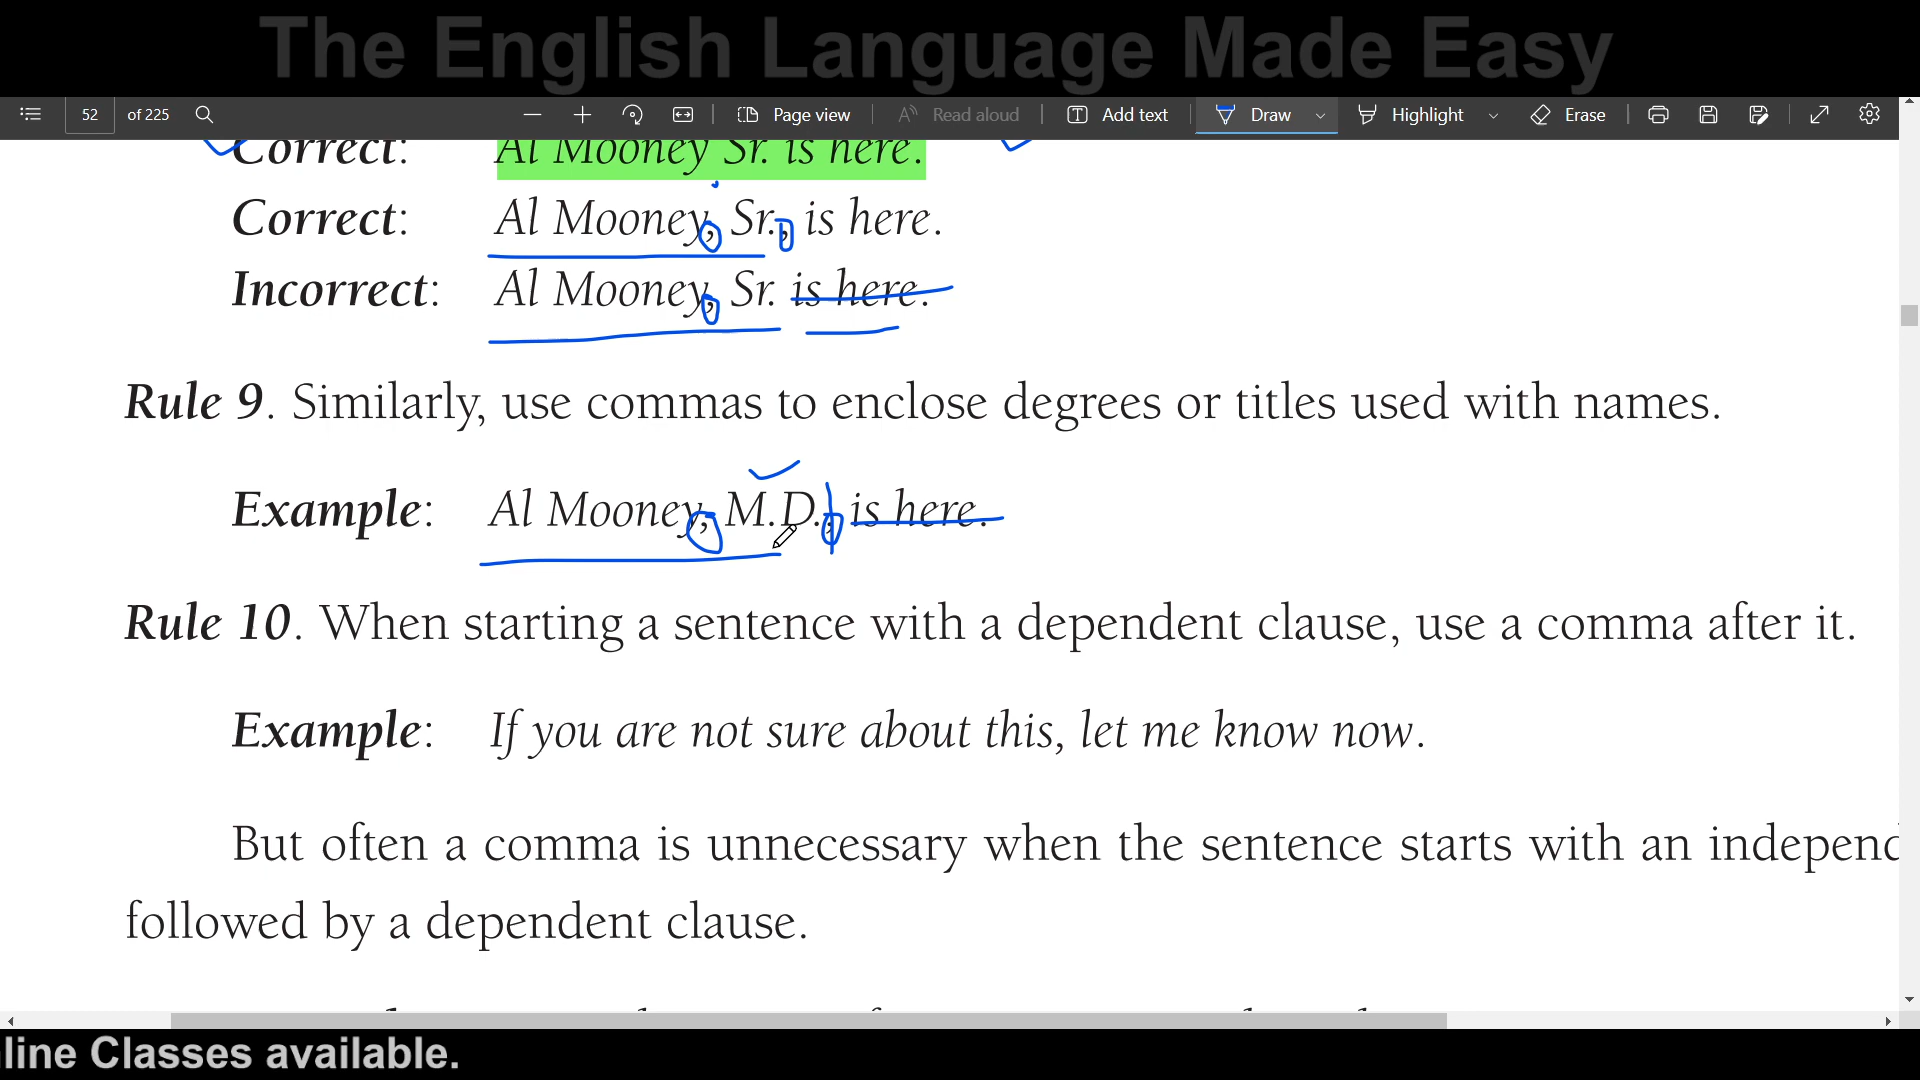 The English Language Made Easy
52 of 225 Page view Read aloud Add text Draw Highlight Erase
Correct: Al Mooney Sr. is here.
Correct: Al Mooney, Sr., is here.
Incorrect: Al Mooney, Sr. is here.
Rule 9. Similarly, use commas to enclose degrees or titles used with names.
Example: Al Mooney, M.D., is here.
Rule 10. When starting a sentence with a dependent clause, use a comma after it.
Example: If you are not sure about this, let me know now.
But often a comma is unnecessary when the sentence starts with an independ
followed by a dependent clause.
line Classes available.